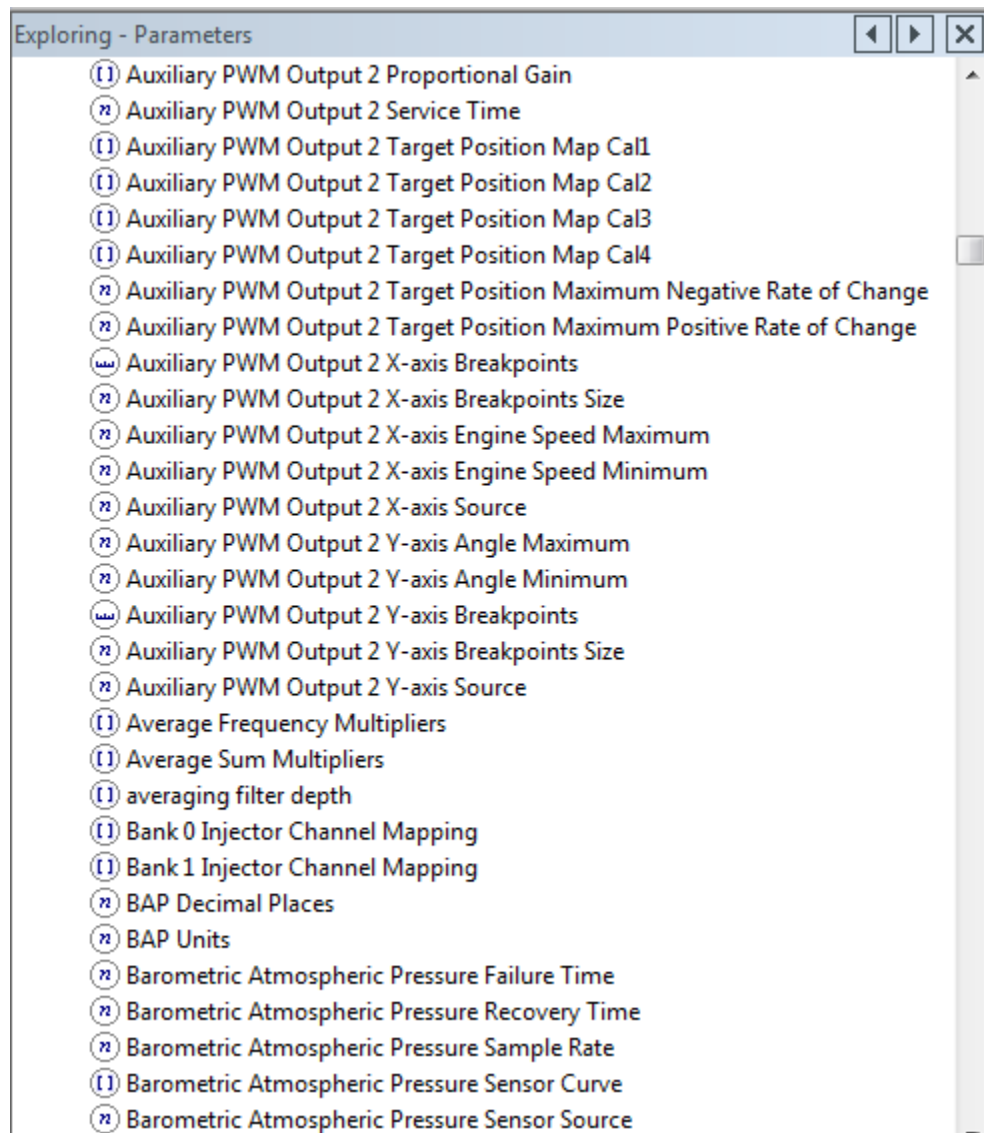 Exploring - Parameters
Auxiliary PWM Output 2 Proportional Gain
Auxiliary PWM Output 2 Service Time
Auxiliary PWM Output 2 Target Position Map Cal1
Auxiliary PWM Output 2 Target Position Map Cal2
Auxiliary PWM Output 2 Target Position Map Cal3
Auxiliary PWM Output 2 Target Position Map Cal4
Auxiliary PWM Output 2 Target Position Maximum Negative Rate of Change
Auxiliary PWM Output 2 Target Position Maximum Positive Rate of Change
Auxiliary PWM Output 2 X-axis Breakpoints
Auxiliary PWM Output 2 X-axis Breakpoints Size
Auxiliary PWM Output 2 X-axis Engine Speed Maximum
Auxiliary PWM Output 2 X-axis Engine Speed Minimum
Auxiliary PWM Output 2 X-axis Source
Auxiliary PWM Output 2 Y-axis Angle Maximum
Auxiliary PWM Output 2 Y-axis Angle Minimum
Auxiliary PWM Output 2 Y-axis Breakpoints
Auxiliary PWM Output 2 Y-axis Breakpoints Size
Auxiliary PWM Output 2 Y-axis Source
Average Frequency Multipliers
Average Sum Multipliers
averaging filter depth
Bank 0 Injector Channel Mapping
Bank 1 Injector Channel Mapping
BAP Decimal Places
BAP Units
Barometric Atmospheric Pressure Failure Time
Barometric Atmospheric Pressure Recovery Time
Barometric Atmospheric Pressure Sample Rate
Barometric Atmospheric Pressure Sensor Curve
Barometric Atmospheric Pressure Sensor Source